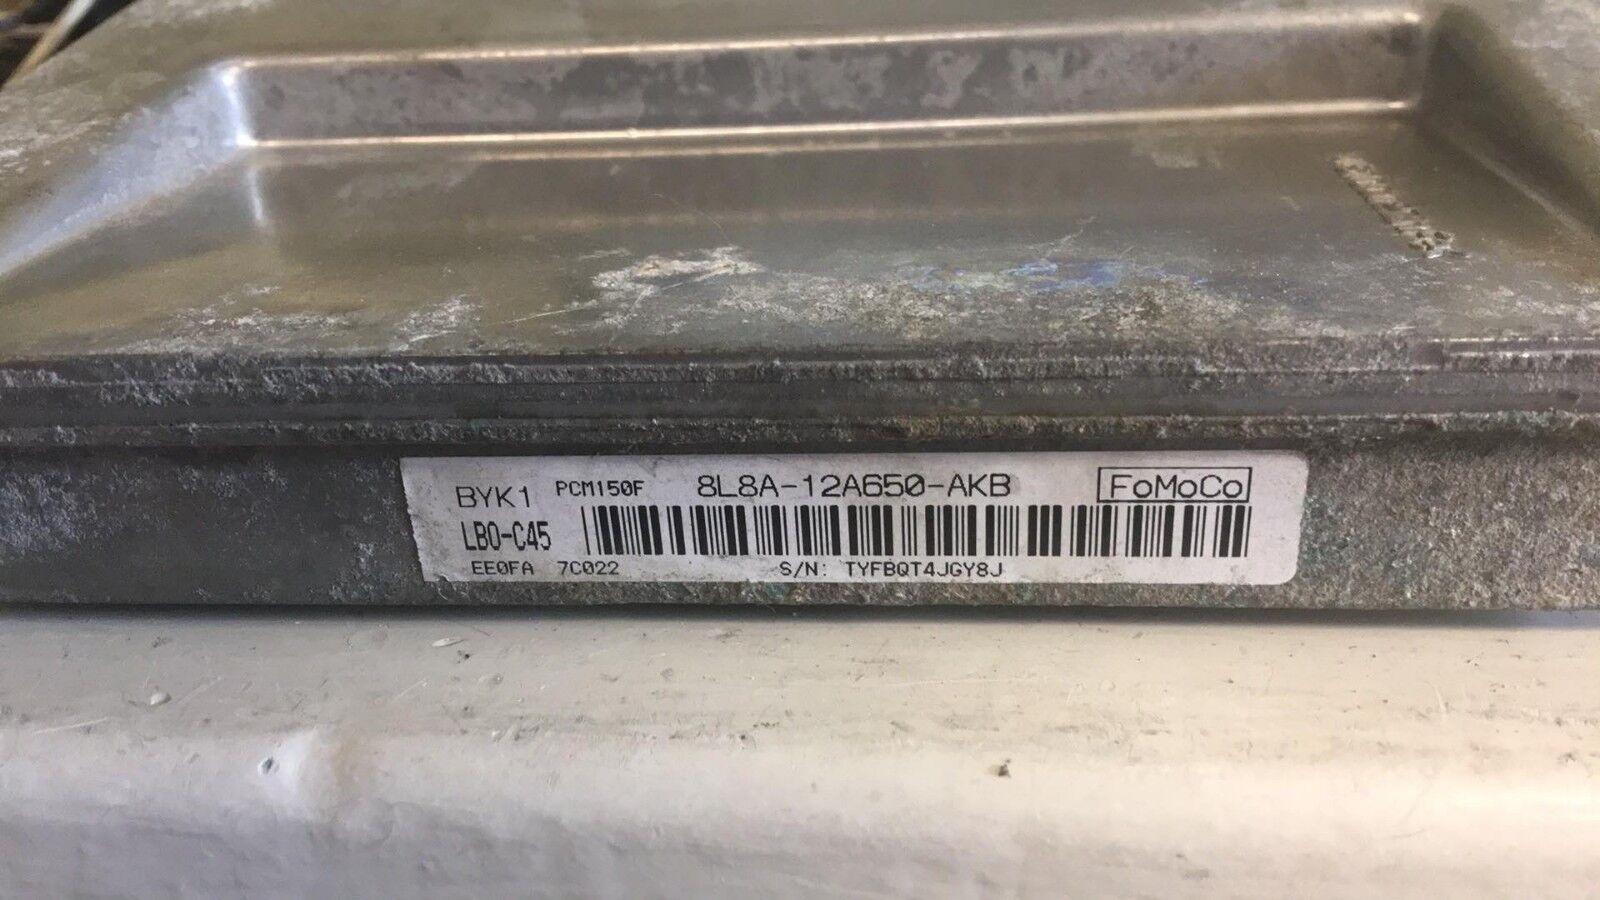 BYK1 PCM150F 8L8A-12A650-AKB FoMoCo
LB0-C45
EE0FA 7C022 S/N: TYFBQT4JGY8J